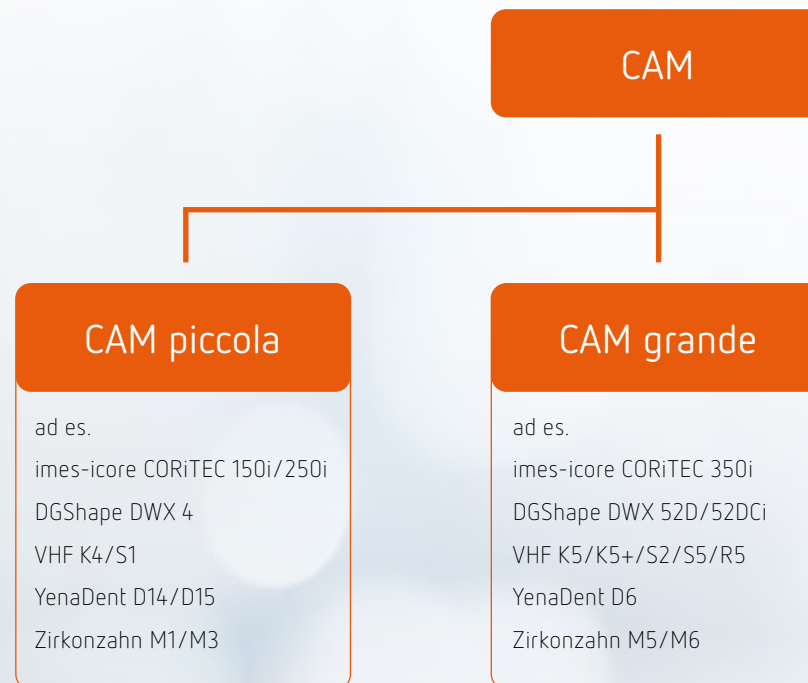 CAM
CAM piccola
ad es.
imes-icore CORiTEC 150i/250i
DGShape DWX 4
VHF K4/S1
YenaDent D14/D15
Zirkonzahn M1/M3
CAM grande
ad es.
imes-icore CORiTEC 350i
DGShape DWX 52D/52DCi
VHF K5/K5+/S2/S5/R5
YenaDent D6
Zirkonzahn M5/M6